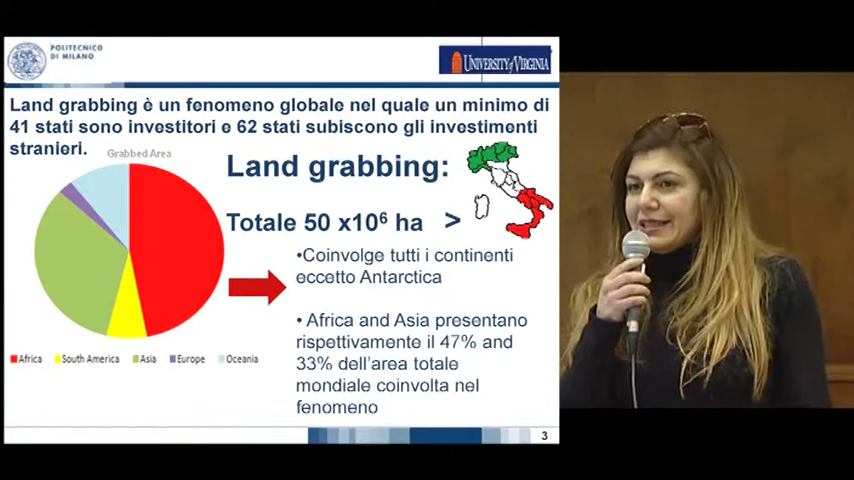 POLITECNICO
DI MILANO
UNIVERSITY of VIRGINIA
Land grabbing è un fenomeno globale nel quale un minimo di
41 stati sono investitori e 62 stati subiscono gli investimenti
stranieri.
Grabbed Area
Land grabbing:
Totale 50 x10⁶ ha >
•Coinvolge tutti i continenti
eccetto Antarctica
• Africa and Asia presentano
rispettivamente il 47% and
33% dell'area totale
mondiale coinvolta nel
fenomeno
Africa South America Asia Europe Oceania
3